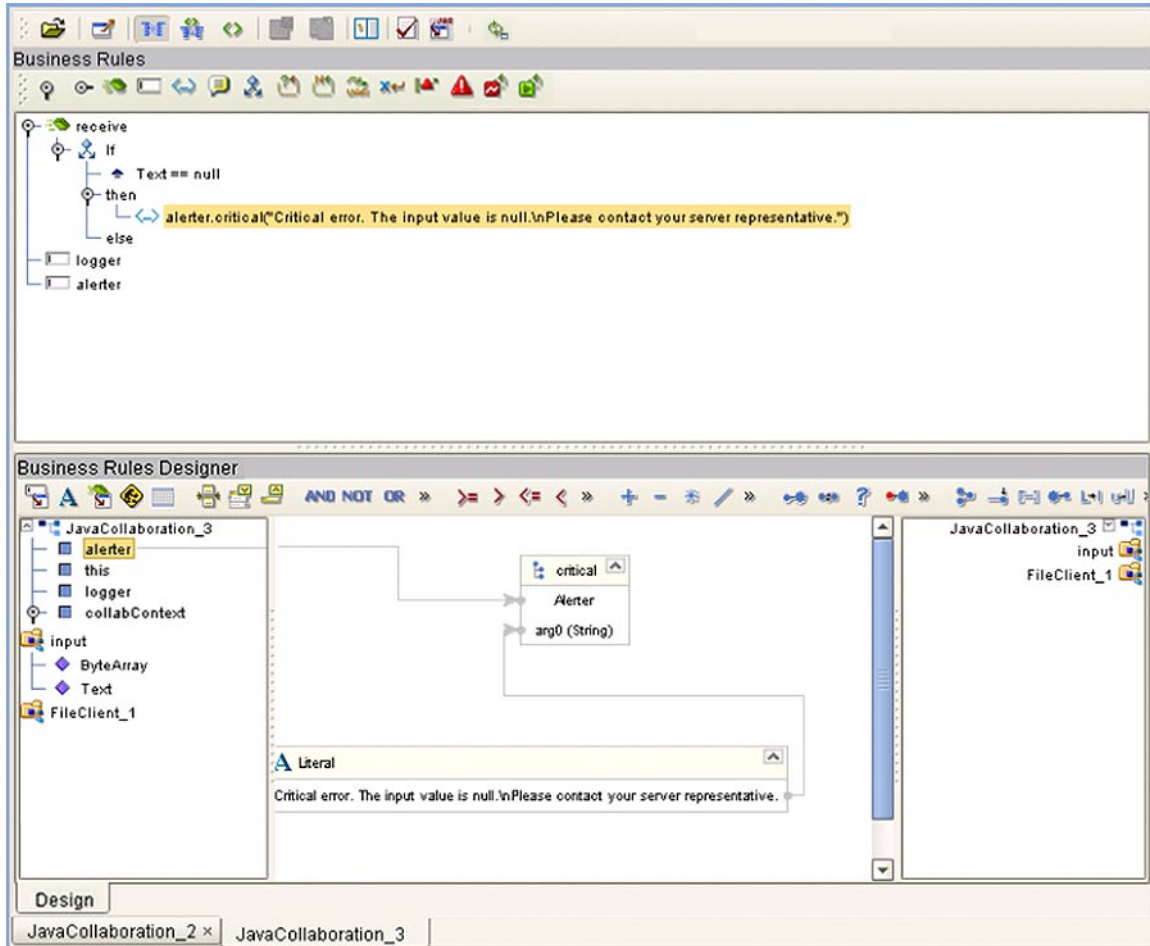 Business Rules
receive
If
Text == null
then
alerter.critical("Critical error. The input value is null.\nPlease contact your server representative.")
else
logger
alerter
Business Rules Designer
A AND NOT OR » >= > <= < » + - * / » ? » »
JavaCollaboration_3
alerter
this
logger
collabContext
input
ByteArray
Text
FileClient_1
critical
Alerter
arg0 (String)
A Literal
Critical error. The input value is null.\nPlease contact your server representative.
JavaCollaboration_3
input
FileClient_1
Design
JavaCollaboration_2 × JavaCollaboration_3